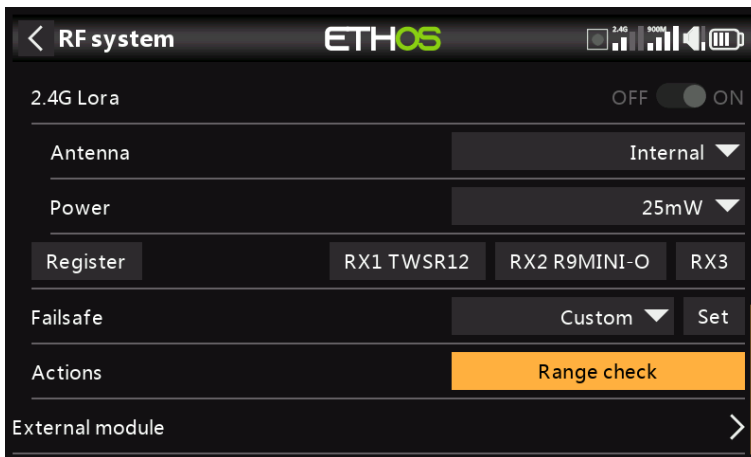 RF system ETHOS 2.4G 900M
2.4G Lora OFF ON
Antenna Internal
Power 25mW
Register RX1 TWSR12 RX2 R9MINI-O RX3
Failsafe Custom Set
Actions Range check
External module